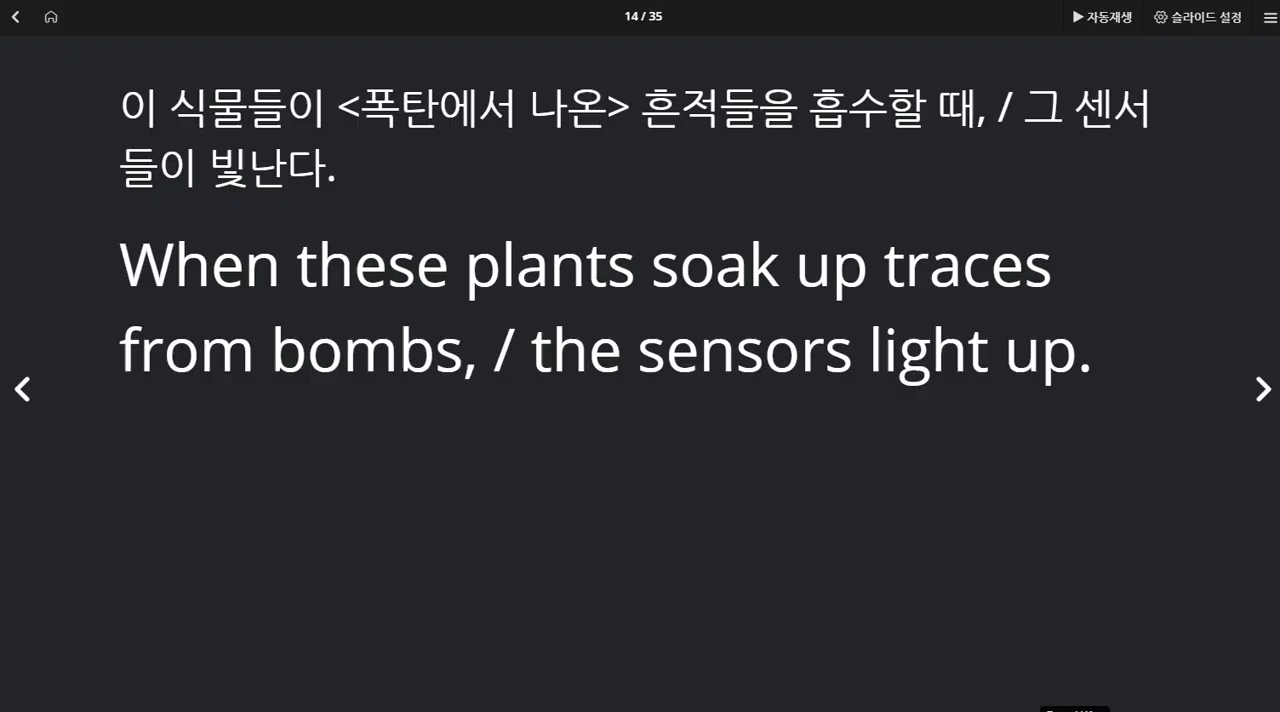 14 / 35
▶ 자동재생
슬라이드 설정
이 식물들이 <폭탄에서 나온> 흔적들을 흡수할 때, / 그 센서
들이 빛난다.
When these plants soak up traces
from bombs, / the sensors light up.